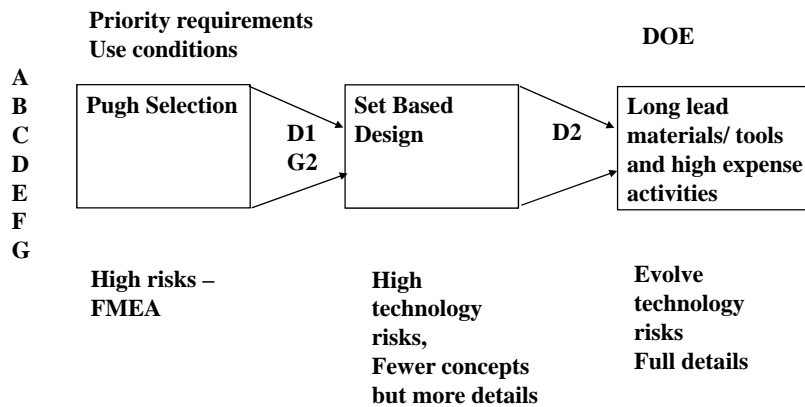 Priority requirements
Use conditions
DOE
A
B
C
D
E
F
G
Pugh Selection
D1
G2
Set Based
Design
D2
Long lead
materials/ tools
and high expense
activities
High risks –
FMEA
High
technology
risks,
Fewer concepts
but more details
Evolve
technology
risks
Full details